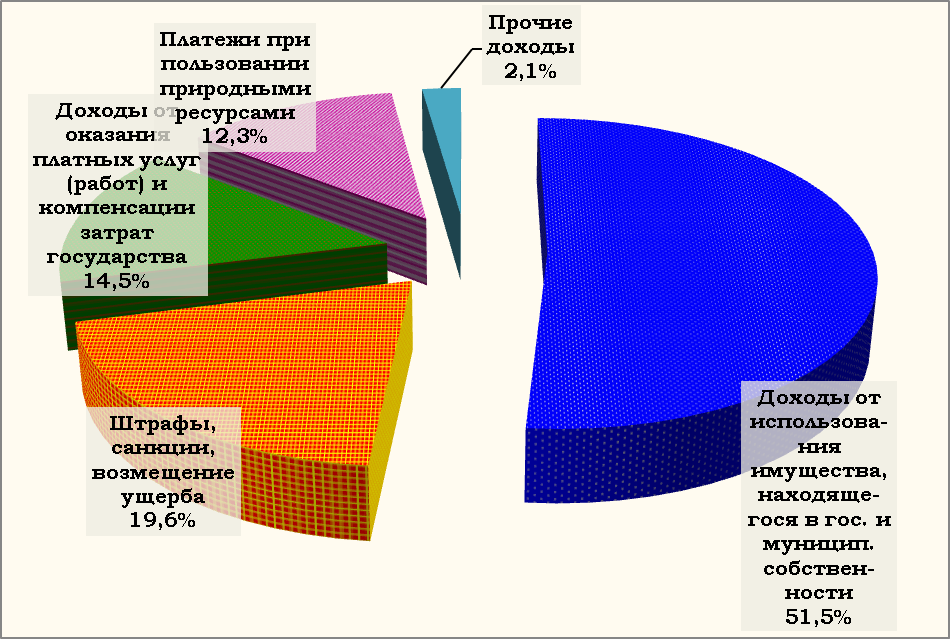 Прочие
доходы
2,1%
Платежи при
пользовании
природными
ресурсами
12,3%
Доходы от
оказания
платных услуг
(работ) и
компенсации
затрат
государства
14,5%
Штрафы,
санкции,
возмещение
ущерба
19,6%
Доходы от
использова-
ния
имущества,
находяще-
гося в гос. и
муницип.
собствен-
ности
51,5%